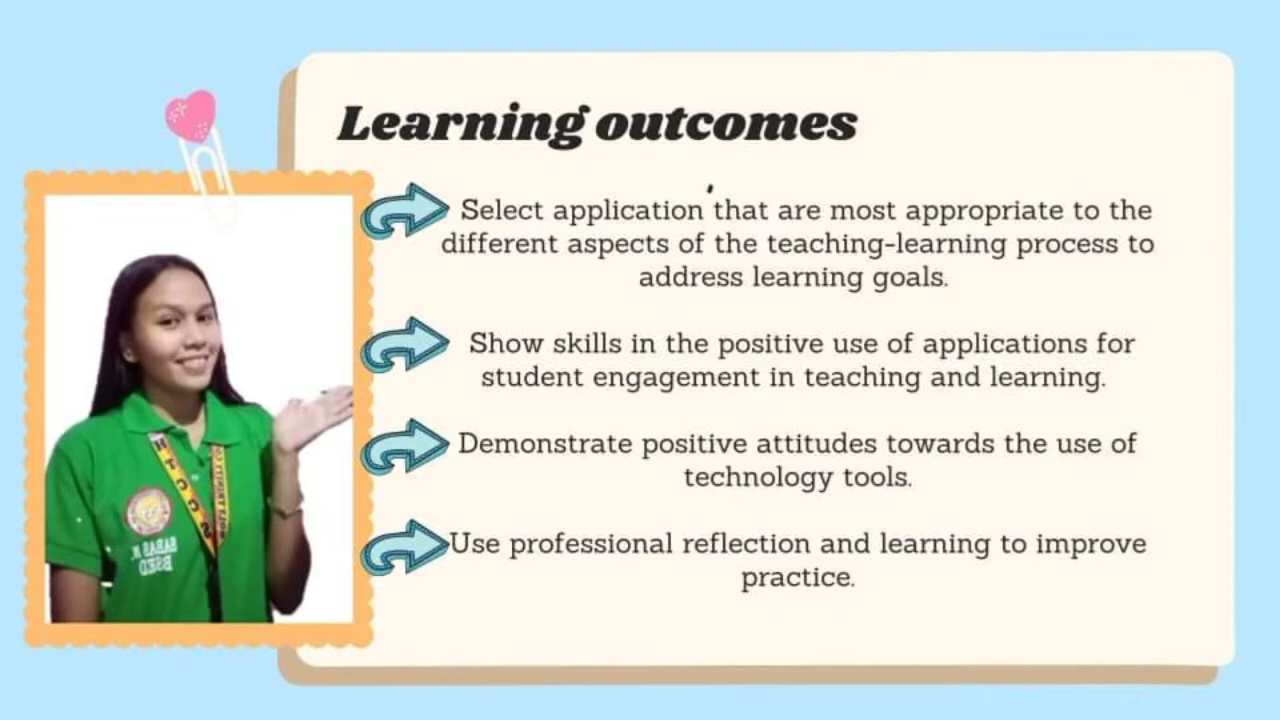 Learning outcomes
Select application that are most appropriate to the
different aspects of the teaching-learning process to
address learning goals.
Show skills in the positive use of applications for
student engagement in teaching and learning.
Demonstrate positive attitudes towards the use of
technology tools.
Use professional reflection and learning to improve
practice.
SABAS M.
BSED